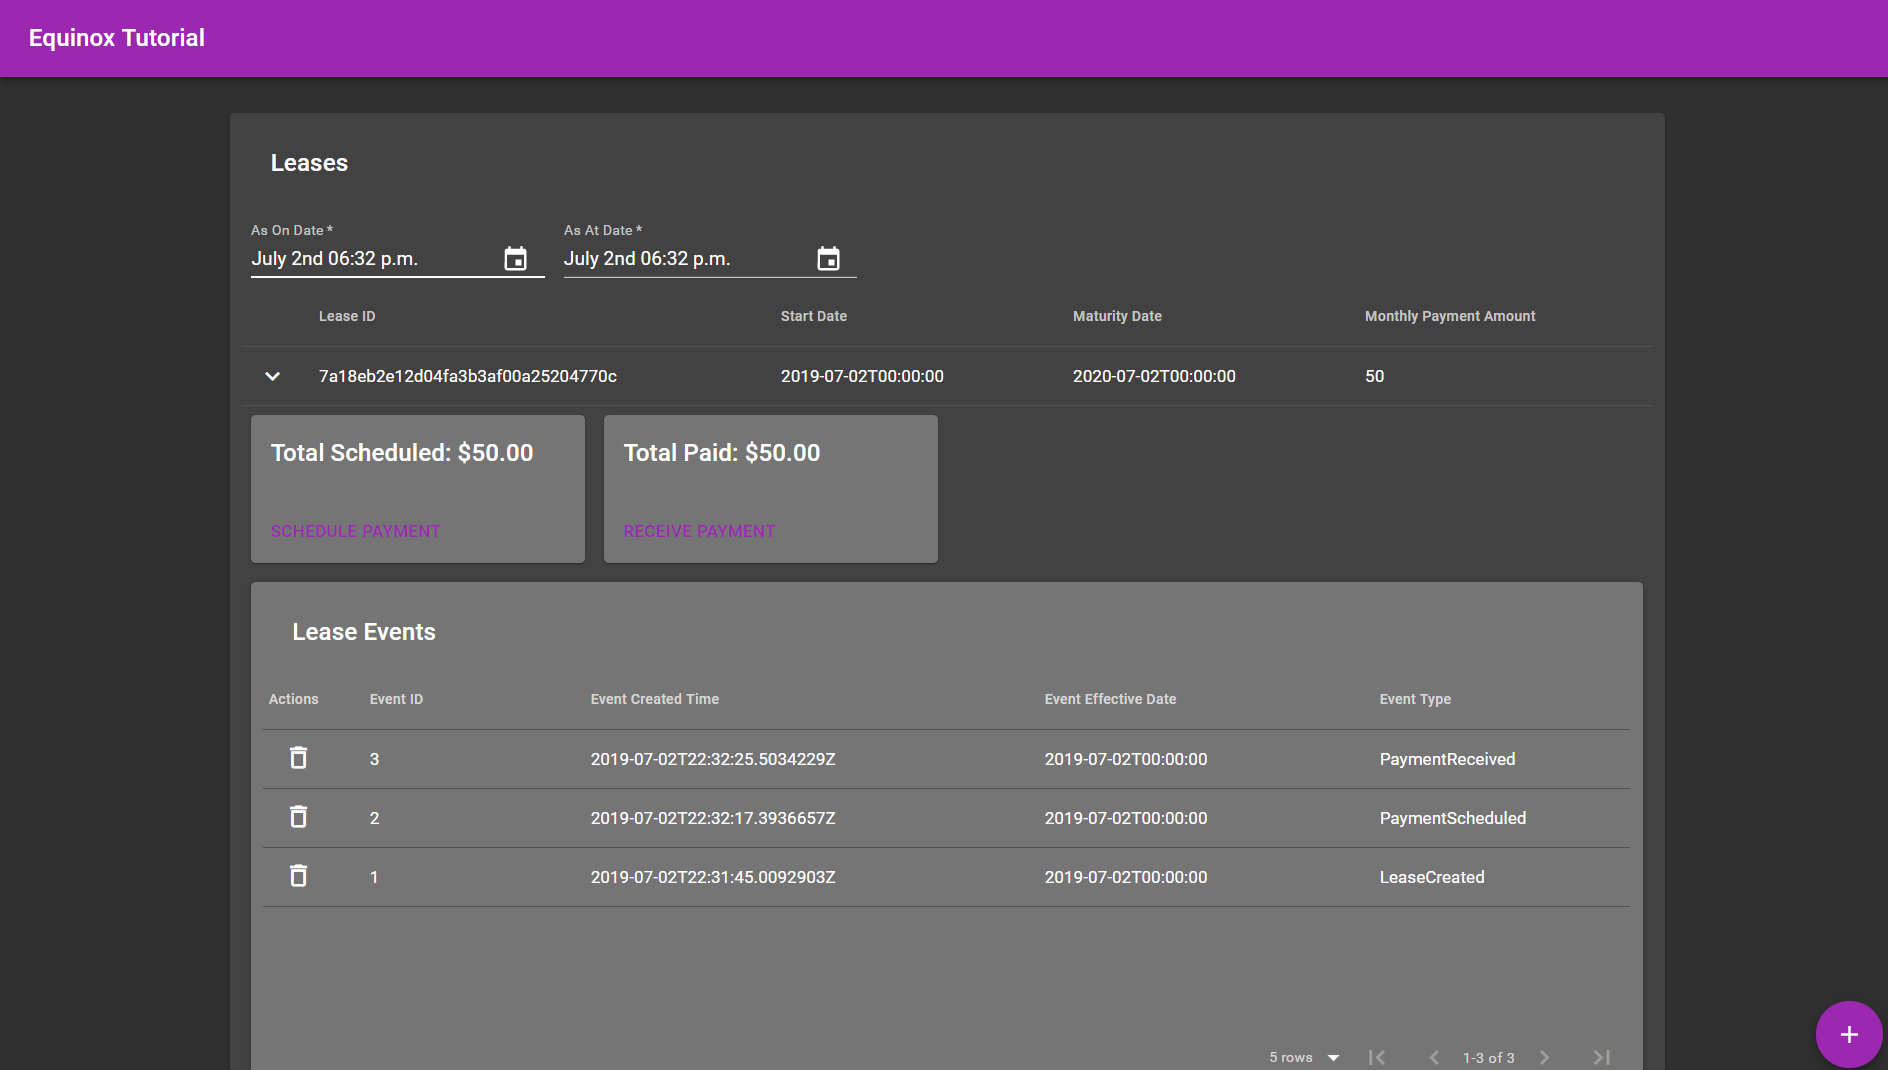 Equinox Tutorial
Leases
As On Date * As At Date *
July 2nd 06:32 p.m. July 2nd 06:32 p.m.
Lease ID Start Date Maturity Date Monthly Payment Amount
7a18eb2e12d04fa3b3af00a25204770c 2019-07-02T00:00:00 2020-07-02T00:00:00 50
Total Scheduled: $50.00 Total Paid: $50.00
SCHEDULE PAYMENT RECEIVE PAYMENT
Lease Events
Actions Event ID Event Created Time Event Effective Date Event Type
3 2019-07-02T22:32:25.5034229Z 2019-07-02T00:00:00 PaymentReceived
2 2019-07-02T22:32:17.3936657Z 2019-07-02T00:00:00 PaymentScheduled
1 2019-07-02T22:31:45.0092903Z 2019-07-02T00:00:00 LeaseCreated
5 rows 1-3 of 3